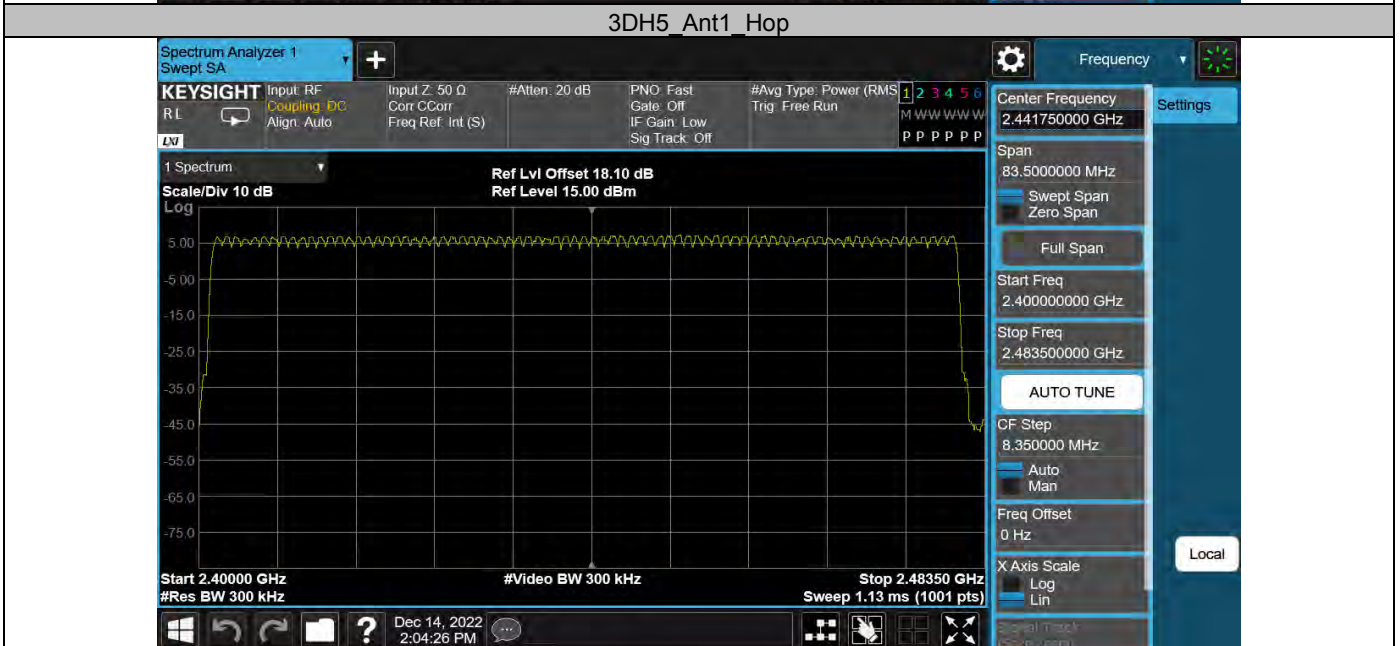 3DH5_Ant1_Hop
Spectrum Analyzer 1
Swept SA
Frequency
KEYSIGHT
R L
LXI
Input: RF
Coupling: DC
Align: Auto
Input Z: 50 Ω
Corr CCorr
Freq Ref: Int (S)
#Atten: 20 dB
PNO: Fast
Gate: Off
IF Gain: Low
Sig Track: Off
#Avg Type: Power (RMS
Trig: Free Run
1 2 3 4 5 6
M W W W W W
P P P P P P
1 Spectrum
Scale/Div 10 dB
Ref Lvl Offset 18.10 dB
Ref Level 15.00 dBm
Log
5.00
-5.00
-15.0
-25.0
-35.0
-45.0
-55.0
-65.0
-75.0
Start 2.40000 GHz
#Res BW 300 kHz
#Video BW 300 kHz
Stop 2.48350 GHz
Sweep 1.13 ms (1001 pts)
Dec 14, 2022
2:04:26 PM
Center Frequency
2.441750000 GHz
Settings
Span
83.5000000 MHz
Swept Span
Zero Span
Full Span
Start Freq
2.400000000 GHz
Stop Freq
2.483500000 GHz
AUTO TUNE
CF Step
8.350000 MHz
Auto
Man
Freq Offset
0 Hz
Local
X Axis Scale
Log
Lin
Signal Track